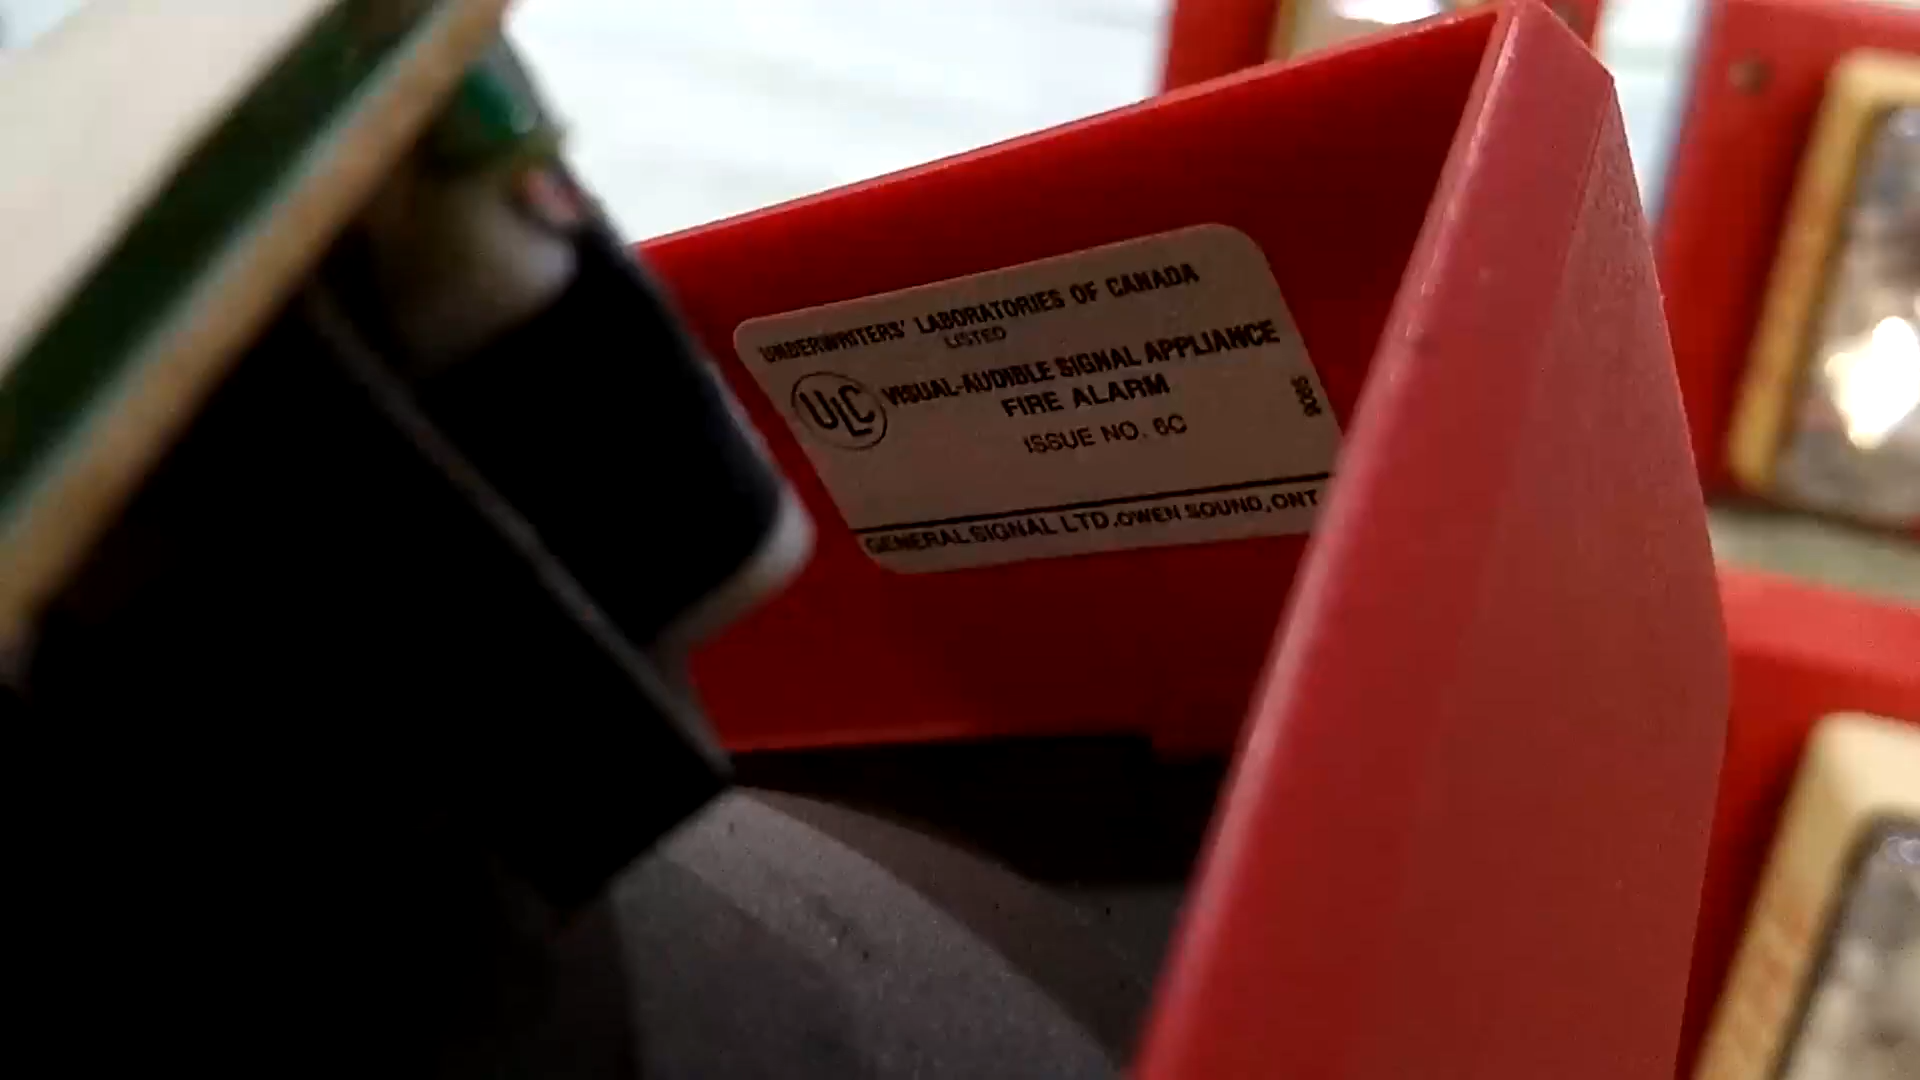 UNDERWRITERS' LABORATORIES OF CANADA
LISTED
ULC VISUAL-AUDIBLE SIGNAL APPLIANCE
FIRE ALARM
ISSUE NO. 6C
GENERAL SIGNAL LTD. OWEN SOUND, ONT